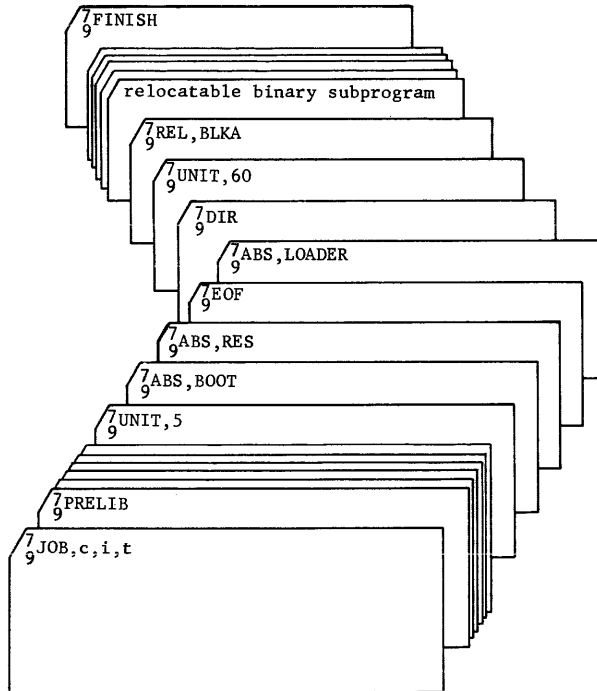 7
9FINISH
relocatable binary subprogram
7
9REL,BLKA
7
9UNIT,60
7
9DIR
7
9ABS,LOADER
7
9EOF
7
9ABS,RES
7
9ABS,BOOT
7
9UNIT,5
7
9PRELIB
7
9JOB,c,i,t